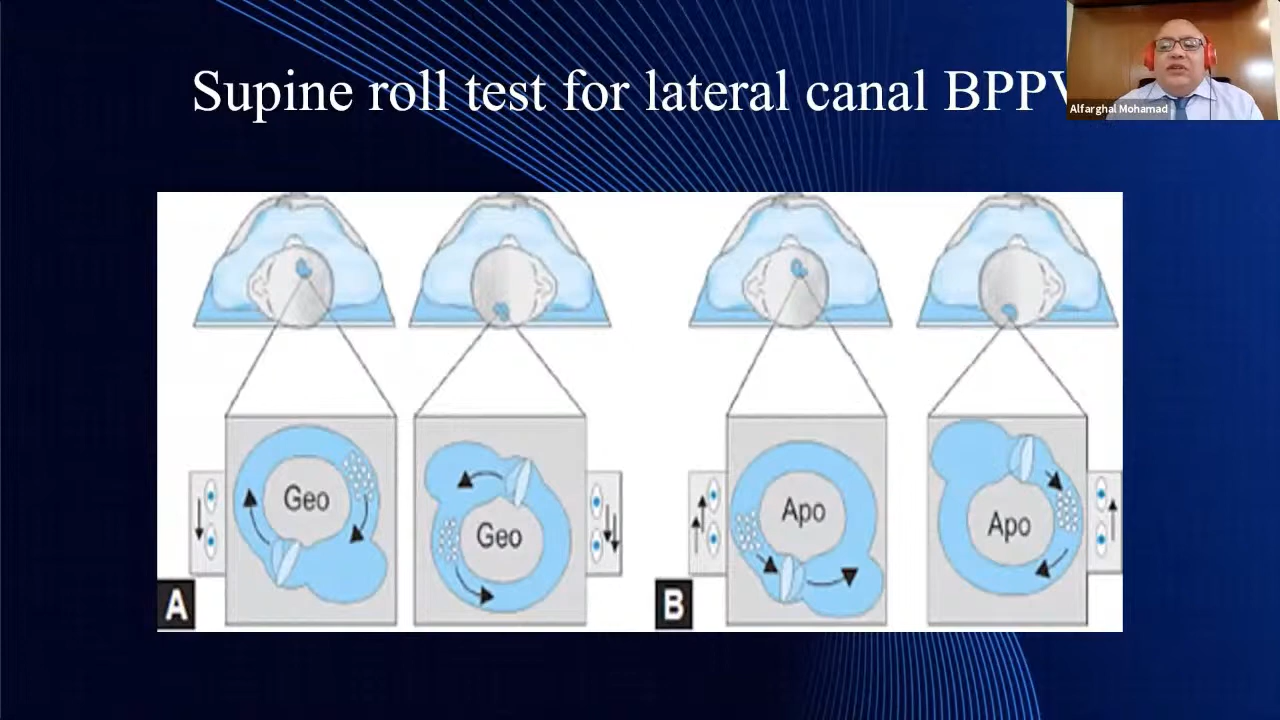 Supine roll test for lateral canal BPPV
Alfarghal Mohamad
Geo
Geo
Apo
Apo
A
B